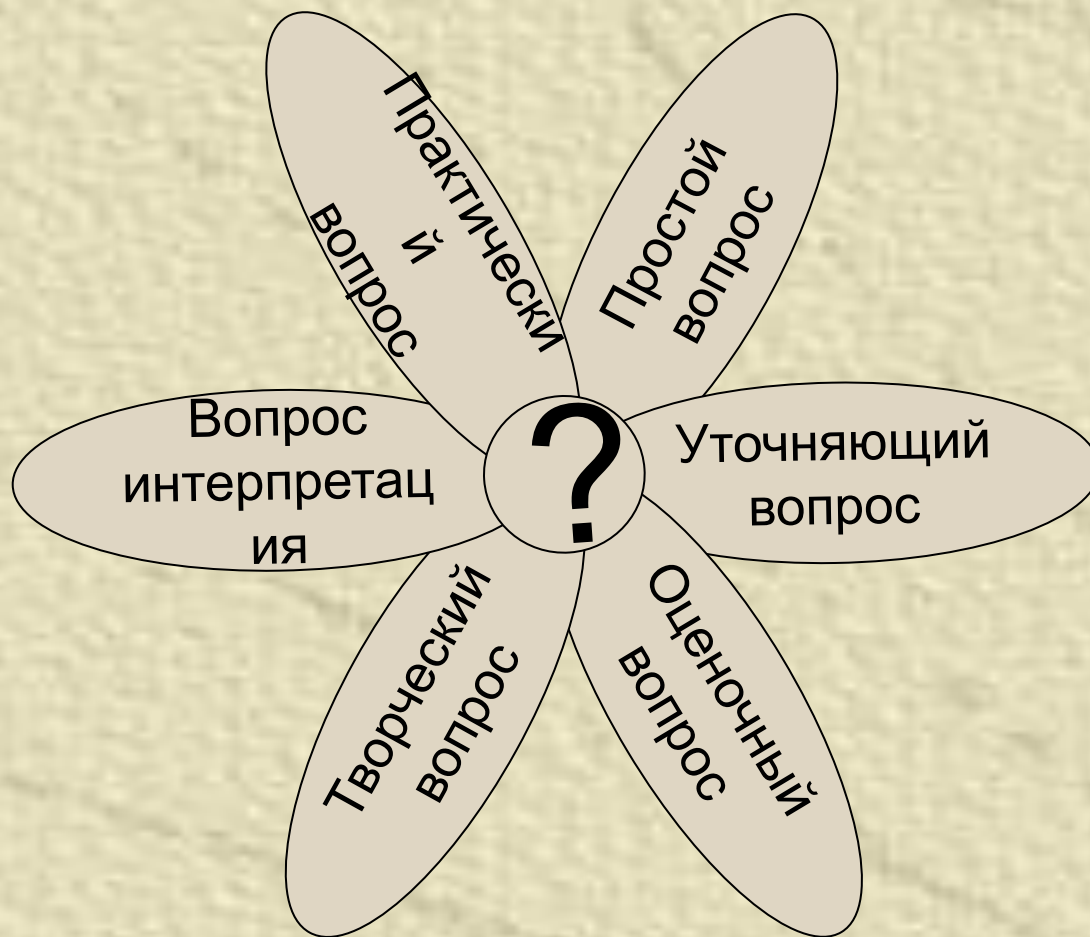 Практически
й
вопрос
Простой
вопрос
Вопрос
интерпретац
ия
?
Уточняющий
вопрос
Творческий
вопрос
Оценочный
вопрос